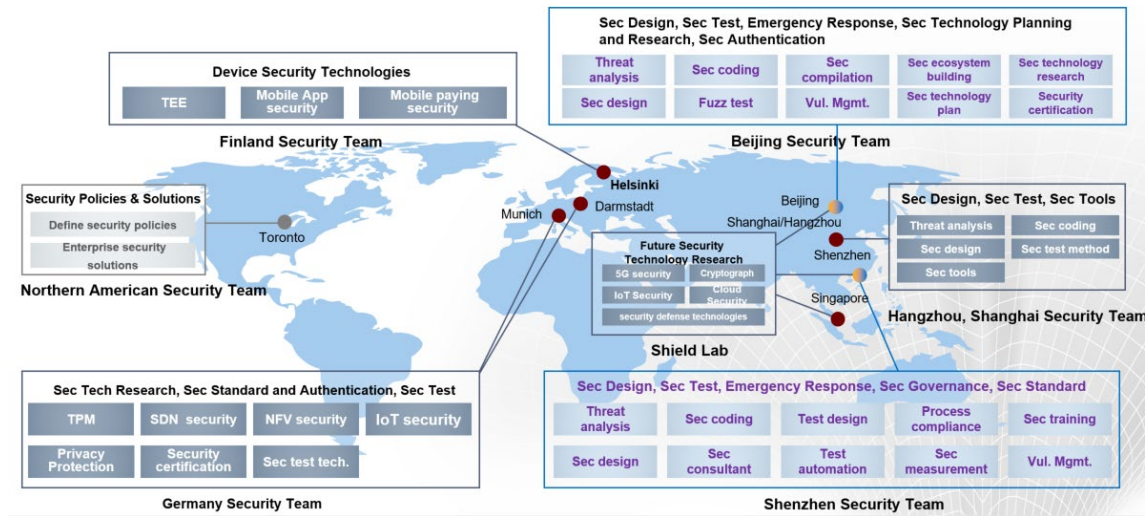 Sec Design, Sec Test, Emergency Response, Sec Technology Planning
and Research, Sec Authentication
Threat
analysis
Sec coding
Sec
compilation
Sec ecosystem
building
Sec technology
research
Sec design
Fuzz test
Vul. Mgmt.
Sec technology
plan
Security
certification
Beijing Security Team
Device Security Technologies
TEE
Mobile App
security
Mobile paying
security
Finland Security Team
Security Policies & Solutions
Define security policies
Enterprise security
solutions
Northern American Security Team
Toronto
Helsinki
Munich
Darmstadt
Beijing
Shanghai/Hangzhou
Shenzhen
Singapore
Sec Design, Sec Test, Sec Tools
Threat analysis
Sec coding
Sec design
Sec test method
Sec tools
Hangzhou, Shanghai Security Team
Future Security
Technology Research
5G security
Cryptograph
IoT Security
Cloud
Security
security defense technologies
Shield Lab
Sec Tech Research, Sec Standard and Authentication, Sec Test
TPM
SDN security
NFV security
IoT security
Privacy
Protection
Security
certification
Sec test tech.
Germany Security Team
Sec Design, Sec Test, Emergency Response, Sec Governance, Sec Standard
Threat
analysis
Sec coding
Test design
Process
compliance
Sec training
Sec design
Sec
consultant
Test
automation
Sec
measurement
Vul. Mgmt.
Shenzhen Security Team